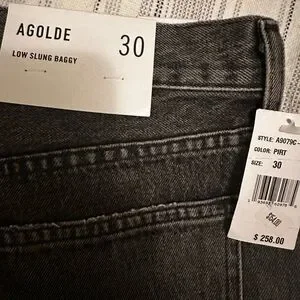 AGOLDE
30
LOW SLUNG BAGGY
STYLE: A9079C-
COLOR: PIRT
SIZE: 30
$ 258.00